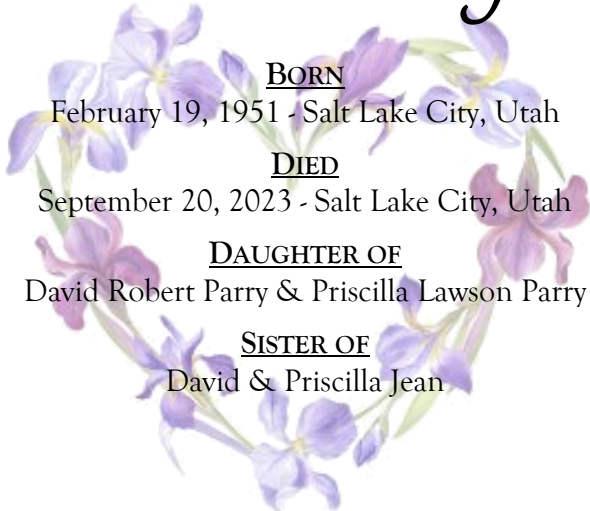 BORN
February 19, 1951 - Salt Lake City, Utah
DIED
September 20, 2023 - Salt Lake City, Utah
DAUGHTER OF
David Robert Parry & Priscilla Lawson Parry
SISTER OF
David & Priscilla Jean